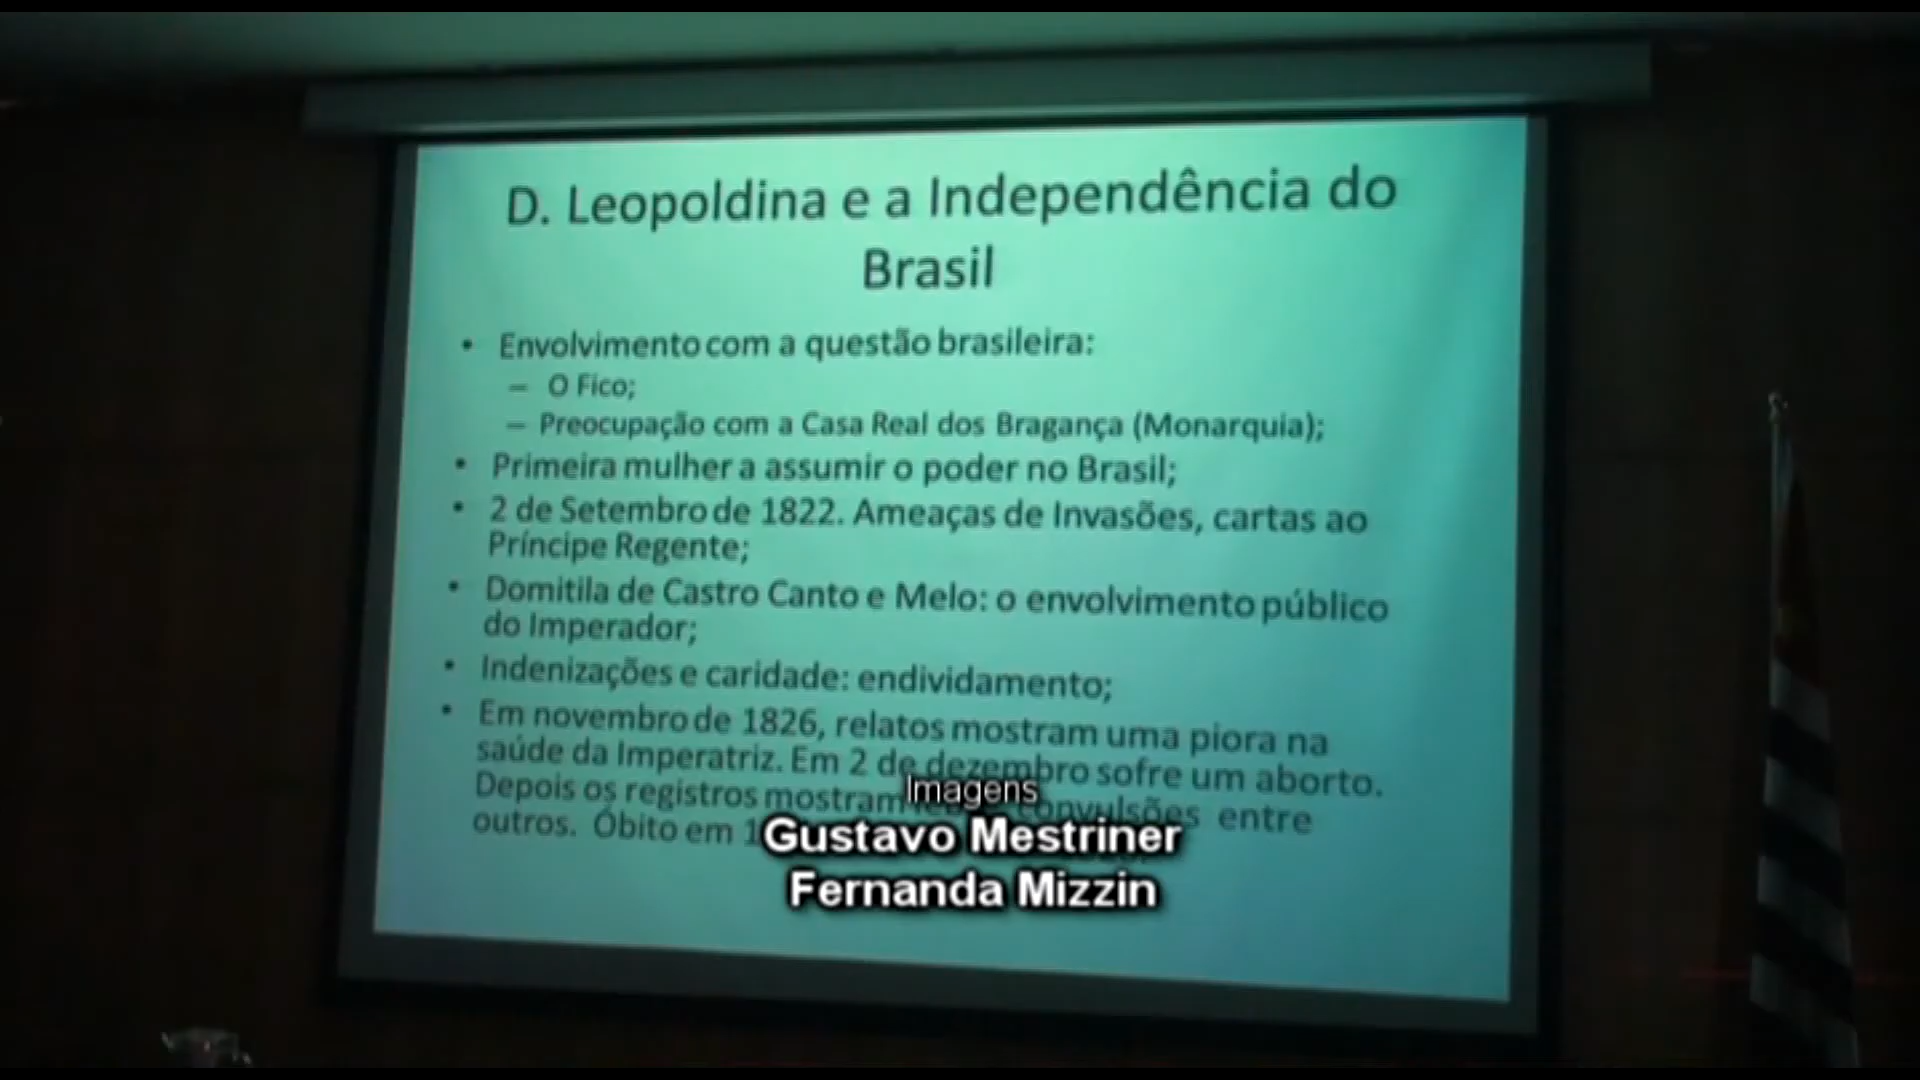 D. Leopoldina e a Independência do
Brasil
• Envolvimento com a questão brasileira:
– O Fico;
– Preocupação com a Casa Real dos Bragança (Monarquia);
• Primeira mulher a assumir o poder no Brasil;
• 2 de Setembro de 1822. Ameaças de Invasões, cartas ao
Príncipe Regente;
• Domitila de Castro Canto e Melo: o envolvimento público
do Imperador;
• Indenizações e caridade: endividamento;
• Em novembro de 1826, relatos mostram uma piora na
saúde da Imperatriz. Em 2 de dezembro sofre um aborto.
Depois os registros mostram convulsões entre
outros. Óbito em
Imagens
Gustavo Mestriner
Fernanda Mizzin